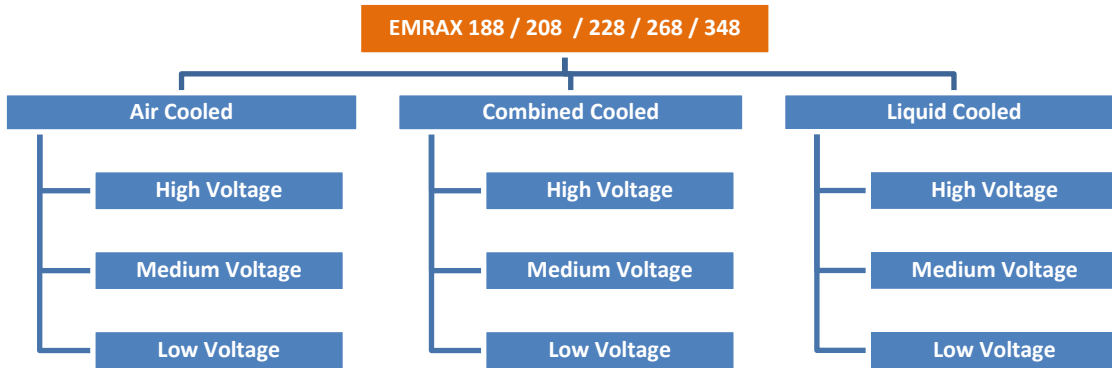 EMRAX 188 / 208 / 228 / 268 / 348
Air Cooled
Combined Cooled
Liquid Cooled
High Voltage
High Voltage
High Voltage
Medium Voltage
Medium Voltage
Medium Voltage
Low Voltage
Low Voltage
Low Voltage